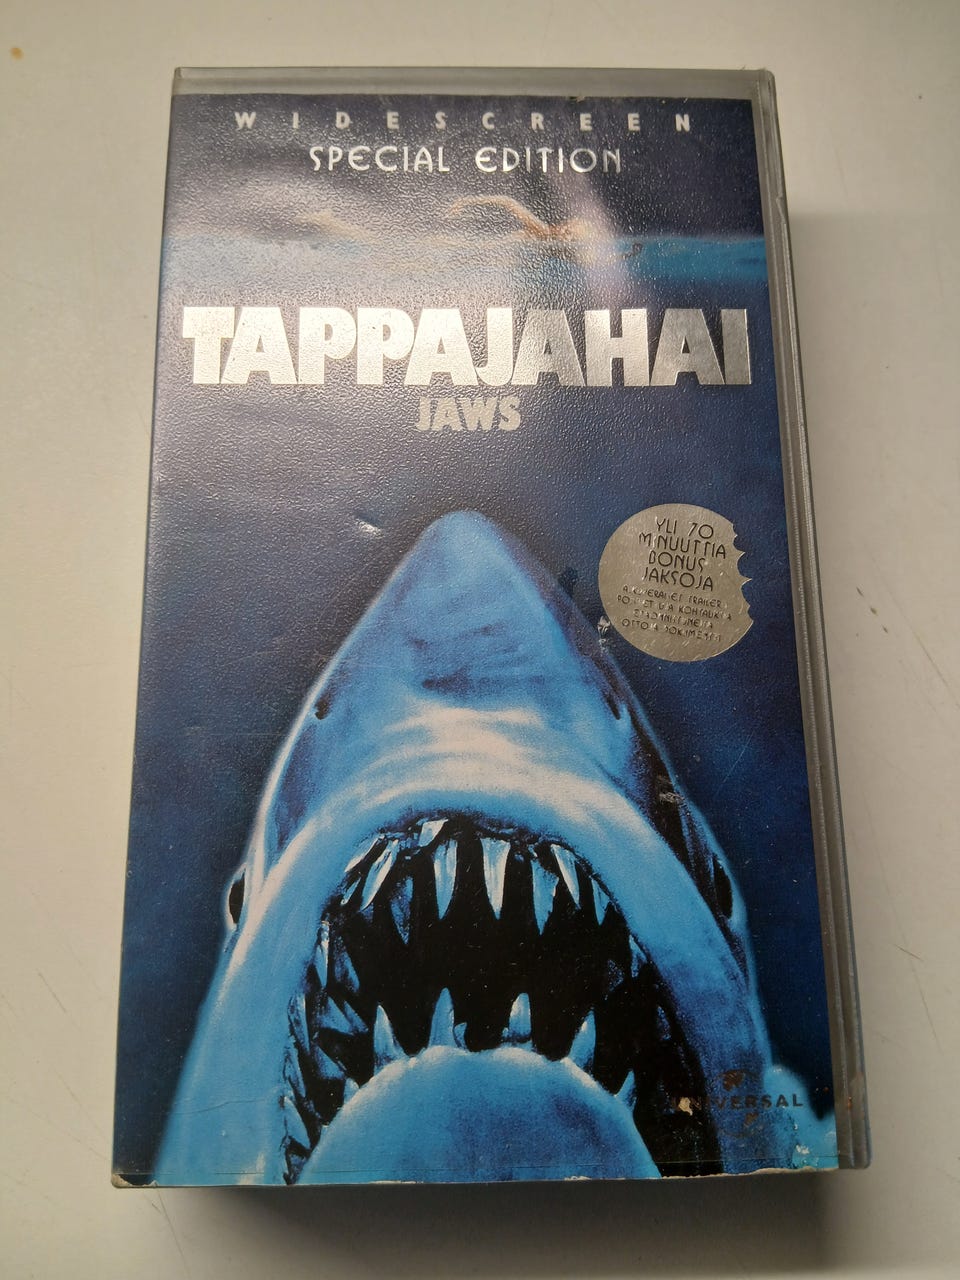 WIDESCREEN
SPECIAL EDITION
TAPPAJAHAI
JAWS
YLI 70
MINUUTTIA
BONUS
JAKSOJA
UNIVERSAL